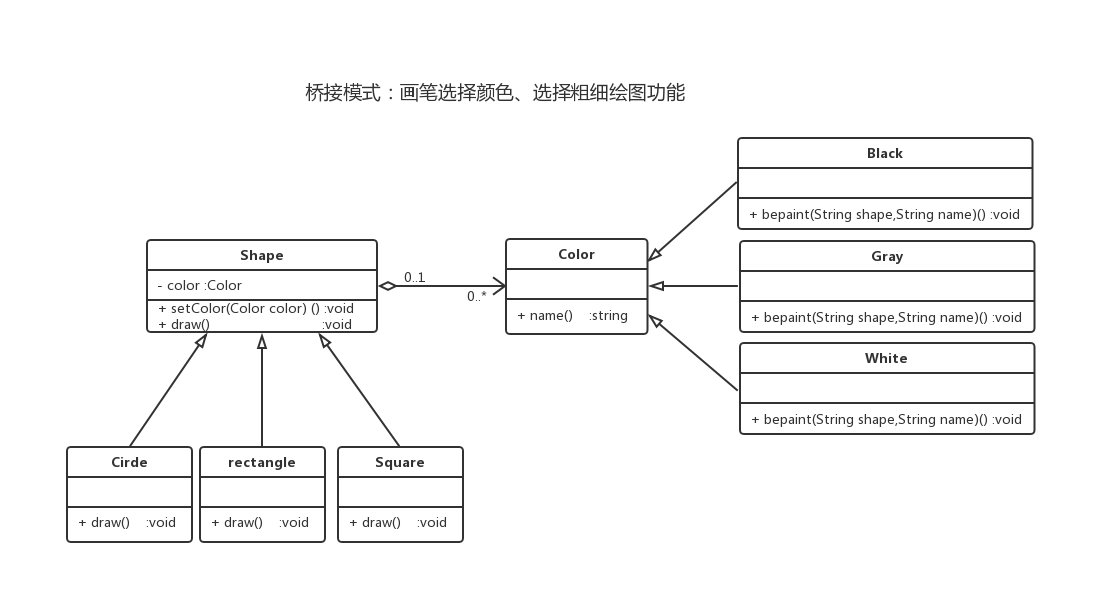 桥接模式：画笔选择颜色、选择粗细绘图功能
Black
+ bepaint(String shape,String name)() :void
Shape
- color :Color
+ setColor(Color color) () :void
+ draw() :void
0..1
0..*
Color
+ name() :string
Gray
+ bepaint(String shape,String name)() :void
White
+ bepaint(String shape,String name)() :void
Cirde
+ draw() :void
rectangle
+ draw() :void
Square
+ draw() :void